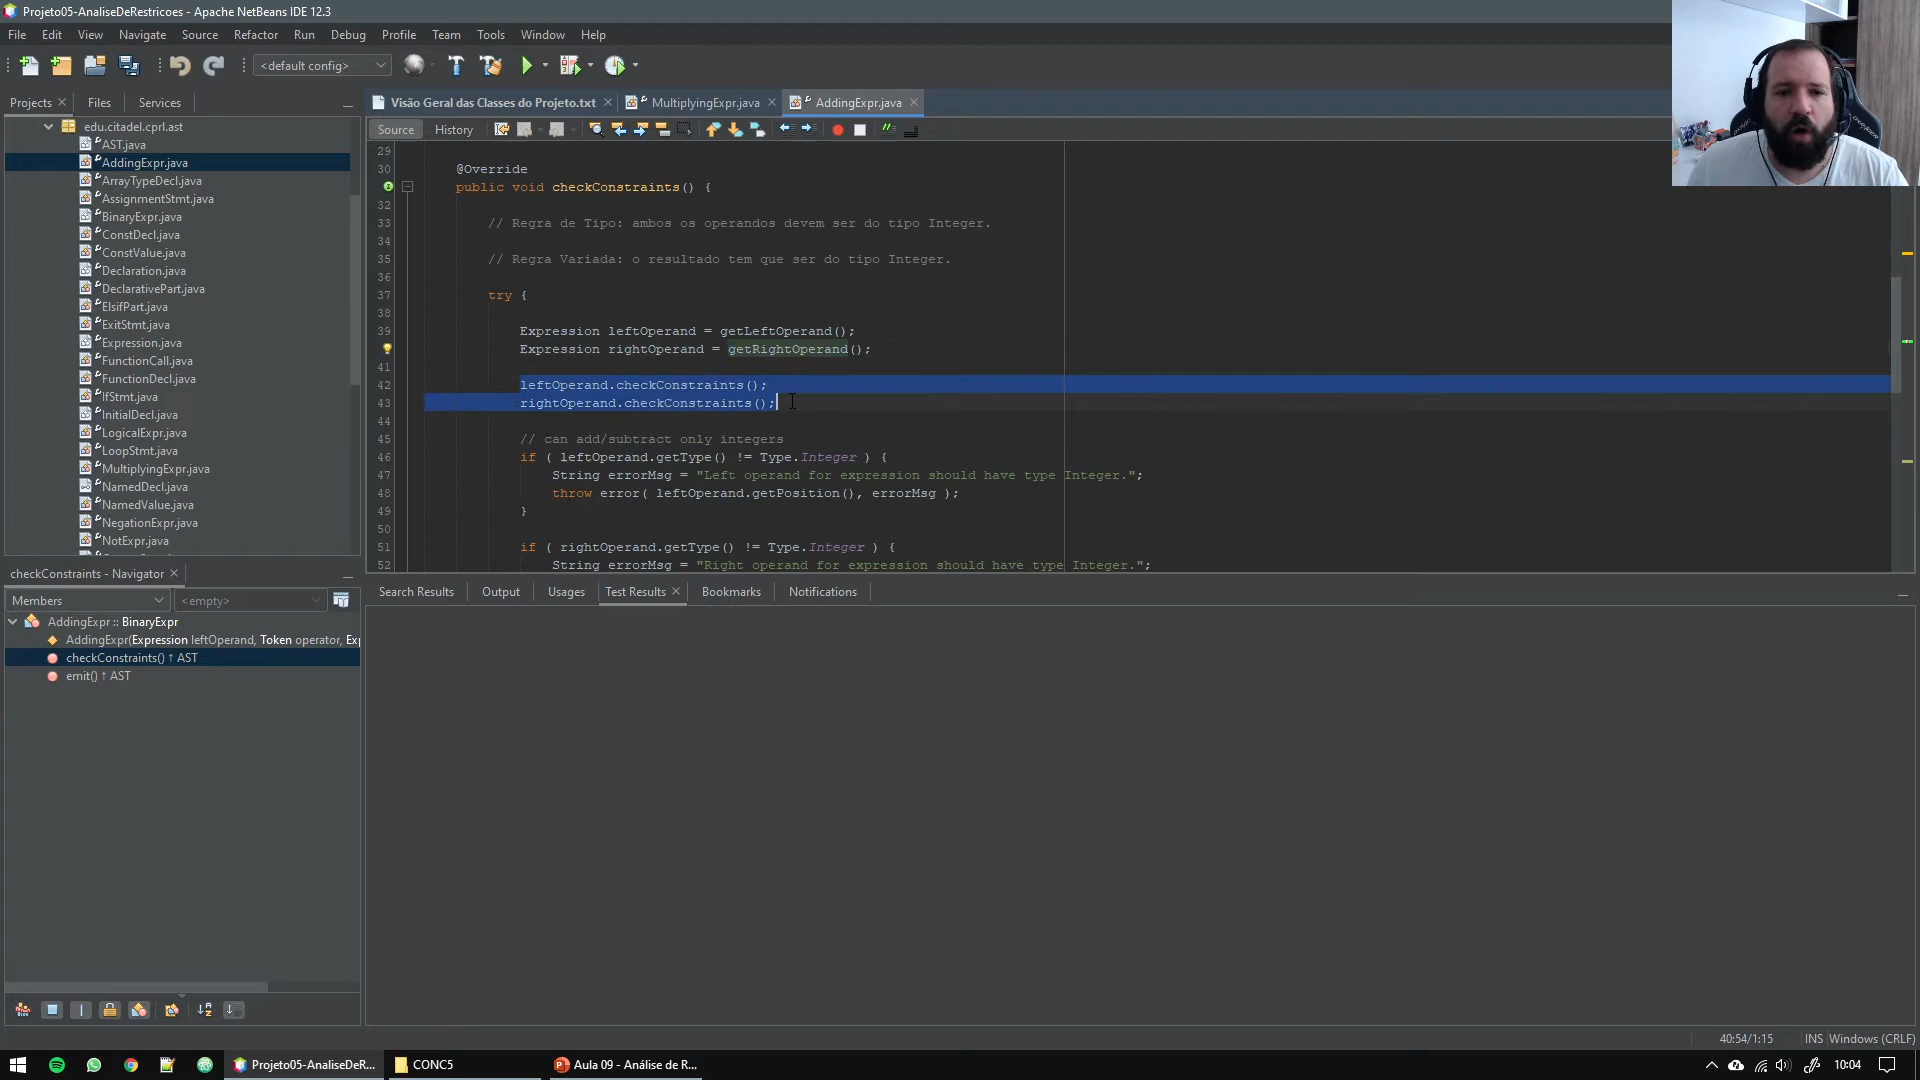 Projeto05-AnaliseDeRestricoes - Apache NetBeans IDE 12.3
File Edit View Navigate Source Refactor Run Debug Profile Team Tools Window Help
<default config>
Projects Files Services
Visão Geral das Classes do Projeto.txt MultiplyingExpr.java AddingExpr.java
Source History
edu.citadel.cprl.ast
AST.java
AddingExpr.java
ArrayTypeDecl.java
AssignmentStmt.java
BinaryExpr.java
ConstDecl.java
ConstValue.java
Declaration.java
DeclarativePart.java
ElsifPart.java
ExitStmt.java
Expression.java
FunctionCall.java
FunctionDecl.java
IfStmt.java
InitialDecl.java
LogicalExpr.java
LoopStmt.java
MultiplyingExpr.java
NamedDecl.java
NamedValue.java
NegationExpr.java
NotExpr.java
29
30 @Override
public void checkConstraints() {
32
33 // Regra de Tipo: ambos os operandos devem ser do tipo Integer.
34
35 // Regra Variada: o resultado tem que ser do tipo Integer.
36
37 try {
38
39 Expression leftOperand = getLeftOperand();
Expression rightOperand = getRightOperand();
41
42 leftOperand.checkConstraints();
43 rightOperand.checkConstraints();
44
45 // can add/subtract only integers
46 if ( leftOperand.getType() != Type.Integer ) {
47 String errorMsg = "Left operand for expression should have type Integer.";
48 throw error( leftOperand.getPosition(), errorMsg );
49 }
50
51 if ( rightOperand.getType() != Type.Integer ) {
52 String errorMsg = "Right operand for expression should have type Integer.";
checkConstraints - Navigator
Members <empty>
AddingExpr :: BinaryExpr
AddingExpr(Expression leftOperand, Token operator, Exp
checkConstraints() ↑ AST
emit() ↑ AST
Search Results Output Usages Test Results Bookmarks Notifications
40:54/1:15 INS Windows (CRLF)
Projeto05-AnaliseDeR... CONC5 Aula 09 - Análise de R... 10:04